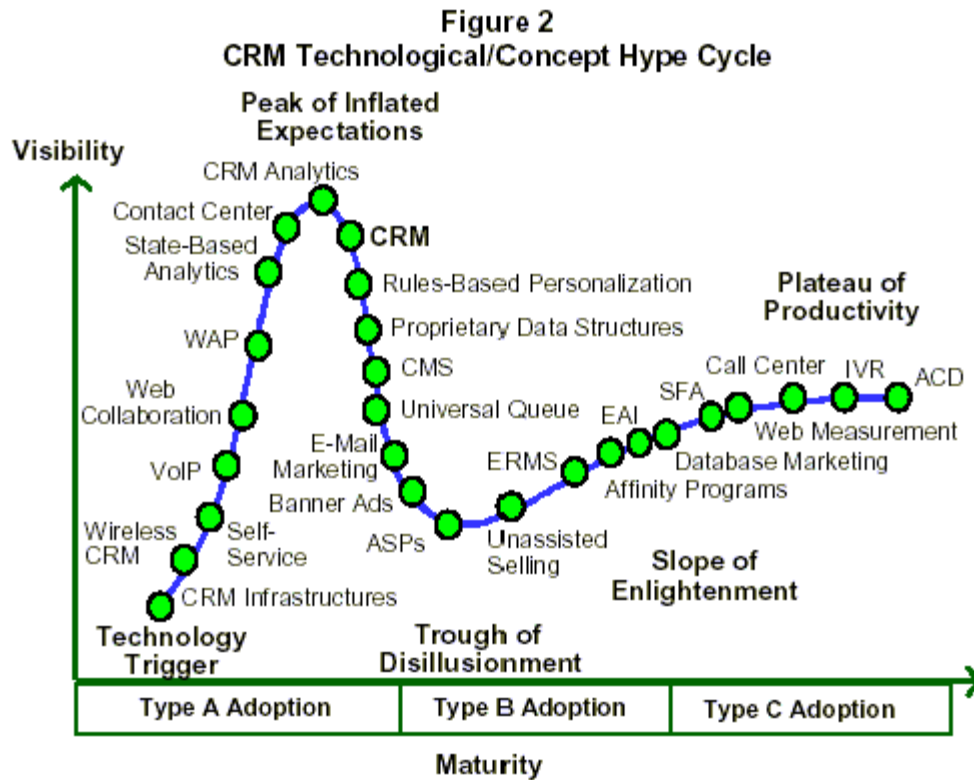 Figure 2
CRM Technological/Concept Hype Cycle
Peak of Inflated
Expectations
Visibility
CRM Analytics
Contact Center
CRM
State-Based
Analytics
Rules-Based Personalization
Plateau of
Productivity
WAP
Proprietary Data Structures
CMS
Call Center
IVR
ACD
Web
Collaboration
Universal Queue
SFA
EAI
Web Measurement
E-Mail
Marketing
VoIP
ERMS
Database Marketing
Banner Ads
Affinity Programs
Wireless
CRM
Self-
Service
ASPs
Unassisted
Selling
Slope of
Enlightenment
CRM Infrastructures
Technology
Trigger
Trough of
Disillusionment
Type A Adoption
Type B Adoption
Type C Adoption
Maturity